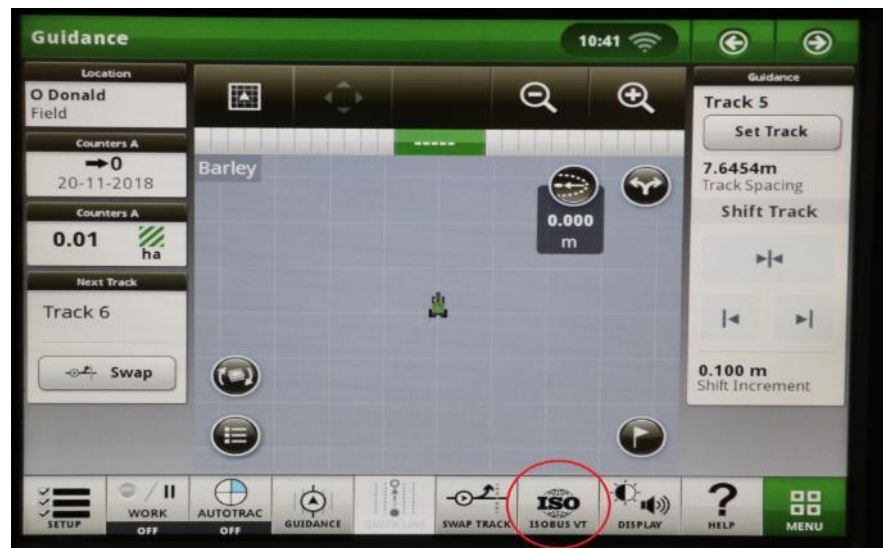 Guidance
10:41
Location
O Donald
Field
Counters A
0
20-11-2018
Counters A
0.01
ha
Next Track
Track 6
Swap
-----
Barley
0.000
m
Guidance
Track 5
Set Track
7.6454m
Track Spacing
Shift Track
0.100 m
Shift Increment
SETUP
WORK
OFF
AUTOTRAC
OFF
GUIDANCE
QUICK LINE
SWAP TRACK
ISO
ISOBUS VT
DISPLAY
?
HELP
MENU